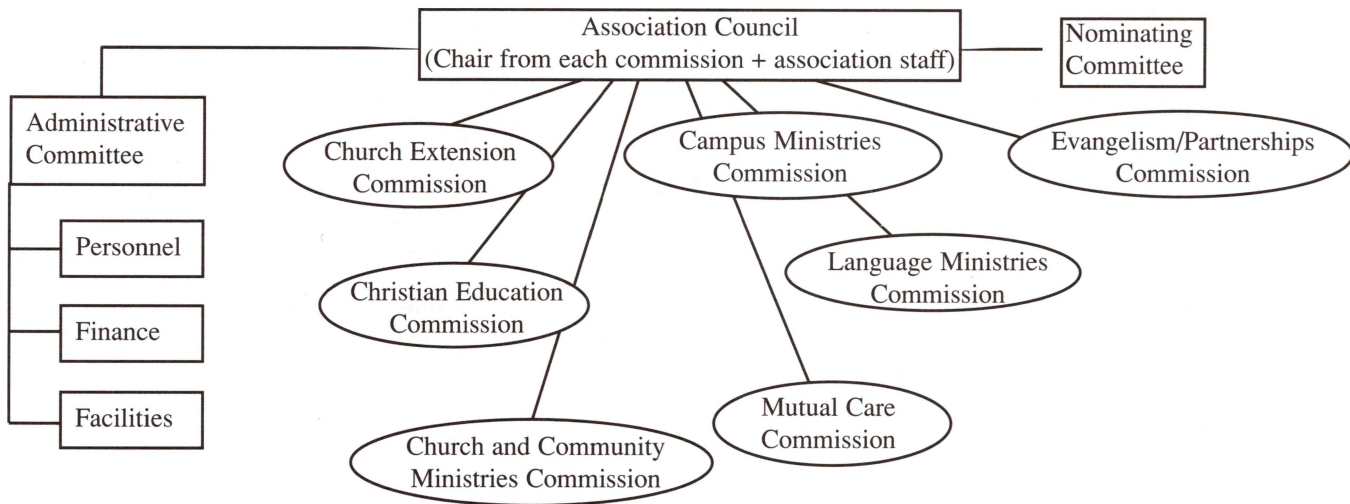 Association Council
(Chair from each commission + association staff)
Nominating
Committee
Administrative
Committee
Church Extension
Commission
Campus Ministries
Commission
Evangelism/Partnerships
Commission
Personnel
Language Ministries
Commission
Christian Education
Commission
Finance
Facilities
Mutual Care
Commission
Church and Community
Ministries Commission